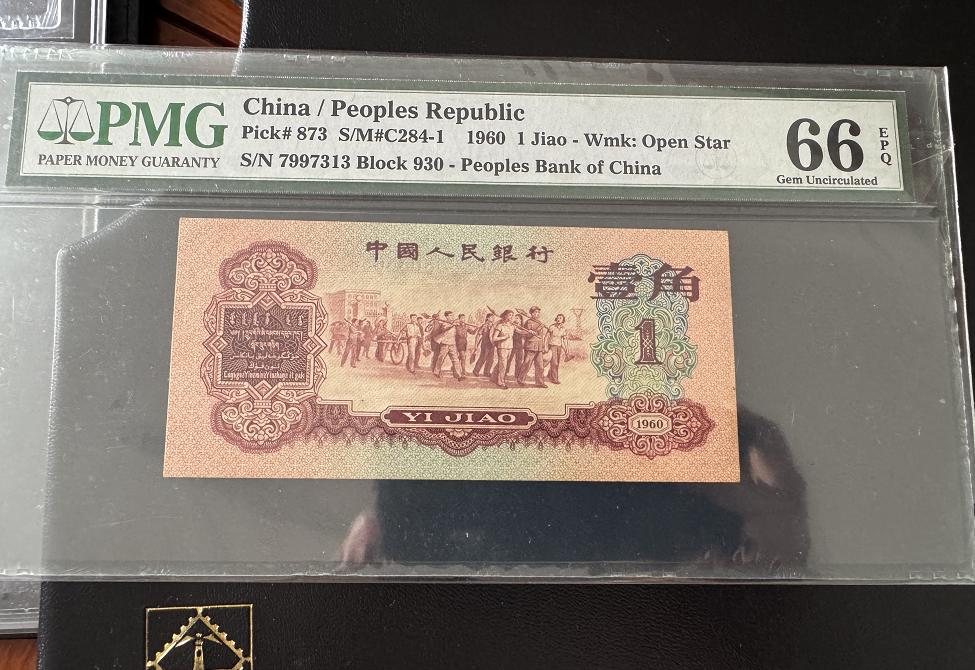 PMG
PAPER MONEY GUARANTY
China / Peoples Republic
Pick# 873 S/M#C284-1 1960 1 Jiao - Wmk: Open Star
S/N 7997313 Block 930 - Peoples Bank of China
66
EPQ
Gem Uncirculated
中國人民銀行
壹角
1
YI JIAO
1960